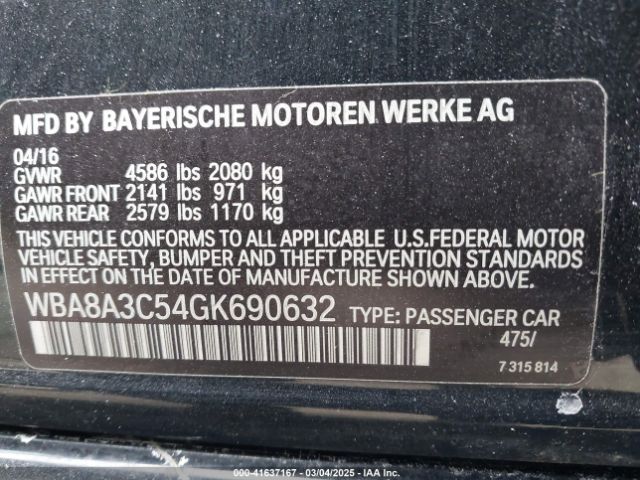 MFD BY BAYERISCHE MOTOREN WERKE AG
04/16
GVWR 4586 lbs 2080 kg
GAWR FRONT 2141 lbs 971 kg
GAWR REAR 2579 lbs 1170 kg
THIS VEHICLE CONFORMS TO ALL APPLICABLE U.S.FEDERAL MOTOR
VEHICLE SAFETY, BUMPER AND THEFT PREVENTION STANDARDS
IN EFFECT ON THE DATE OF MANUFACTURE SHOWN ABOVE.
WBA8A3C54GK690632 TYPE: PASSENGER CAR
475/
7 315 814
000-41637167 - 03/04/2025 - IAA Inc.